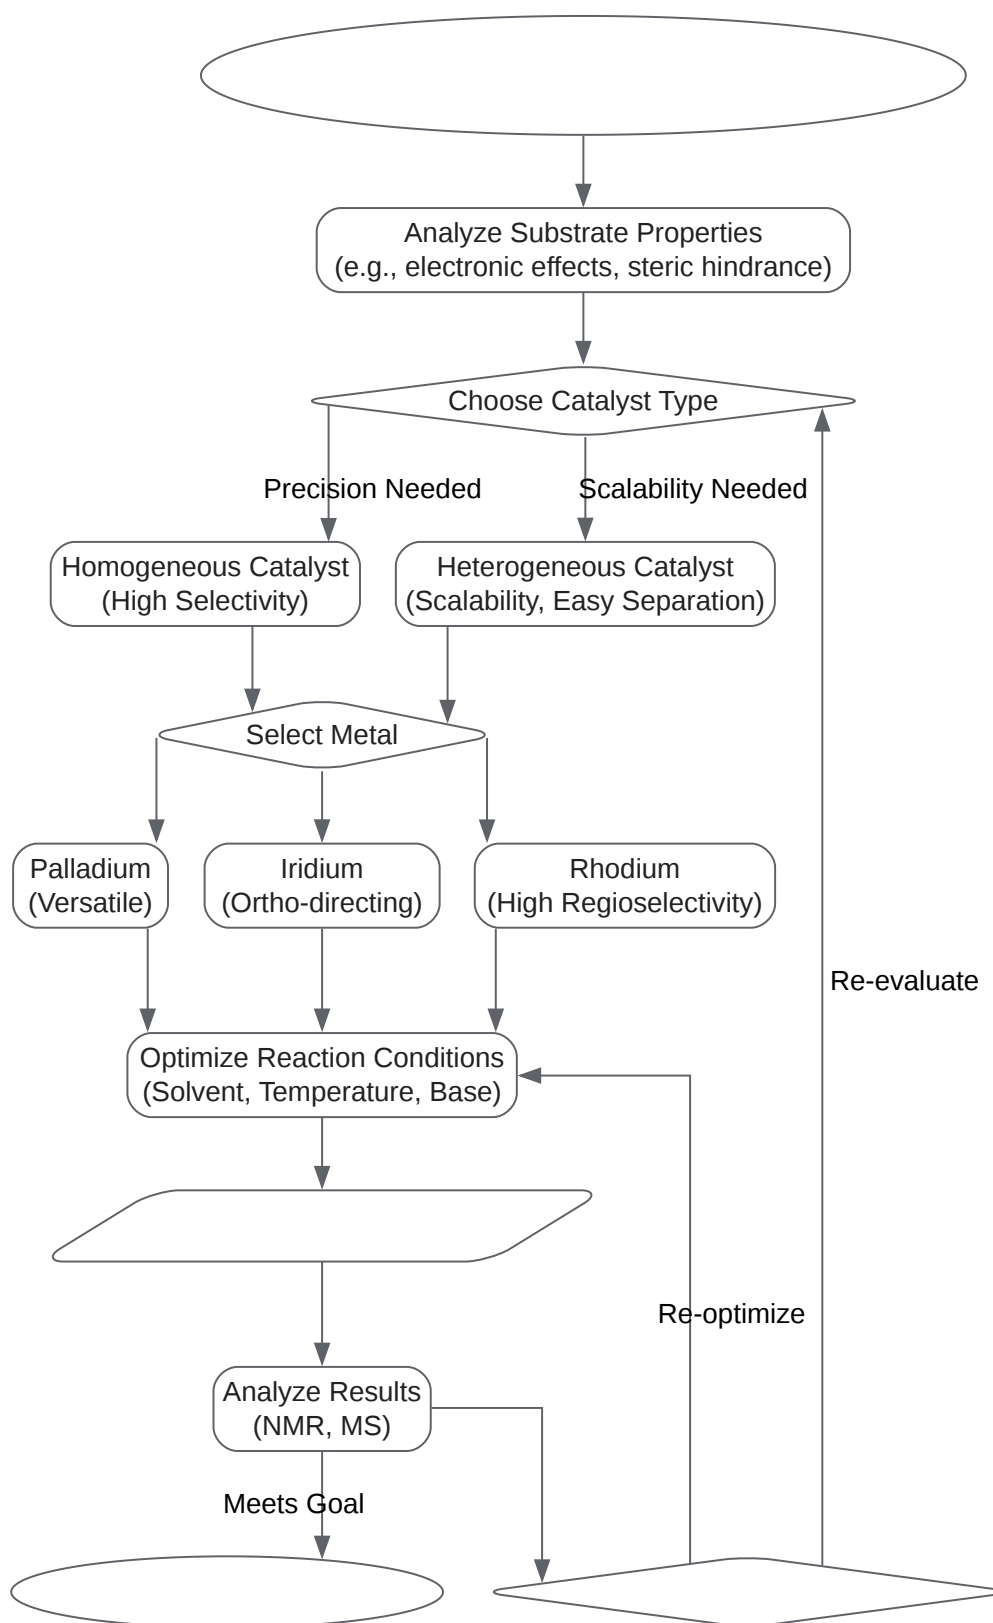 Analyze Substrate Properties
(e.g., electronic effects, steric hindrance)
Choose Catalyst Type
Precision Needed
Scalability Needed
Homogeneous Catalyst
(High Selectivity)
Heterogeneous Catalyst
(Scalability, Easy Separation)
Select Metal
Palladium
(Versatile)
Iridium
(Ortho-directing)
Rhodium
(High Regioselectivity)
Re-evaluate
Optimize Reaction Conditions
(Solvent, Temperature, Base)
Re-optimize
Analyze Results
(NMR, MS)
Meets Goal